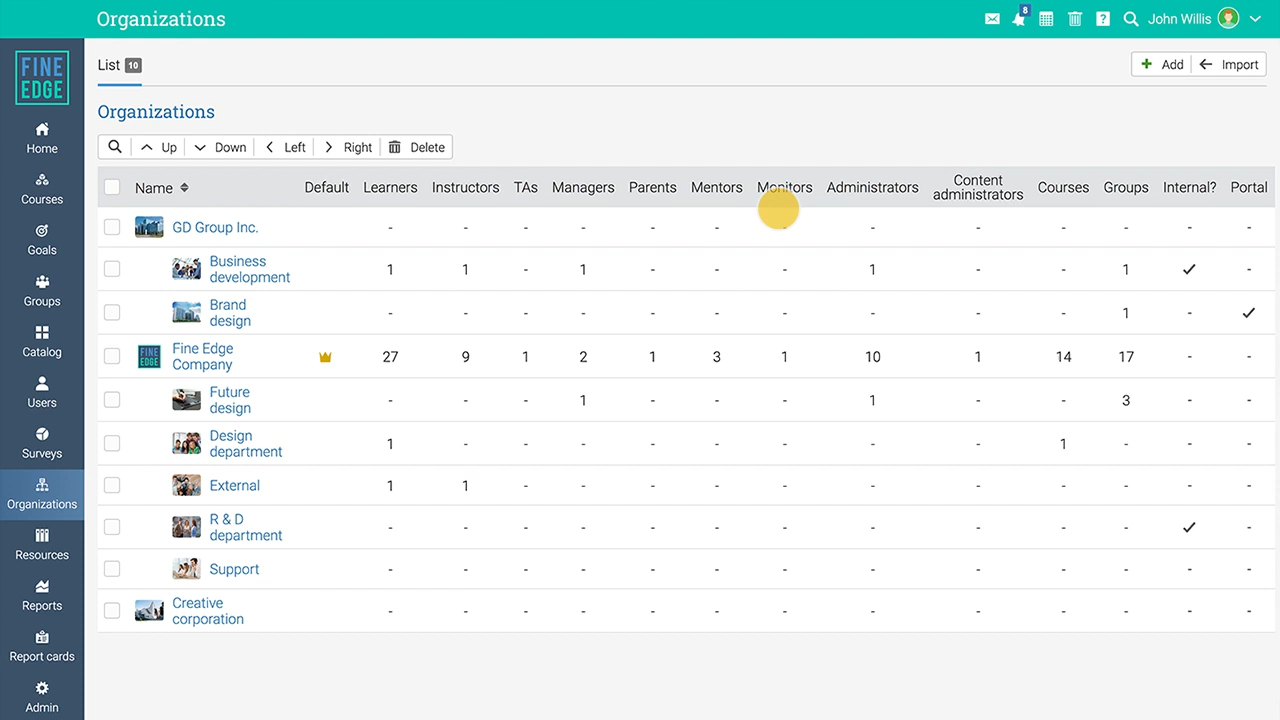 Organizations
8
John Willis
FINE
EDGE
Home
Courses
Goals
Groups
Catalog
Users
Surveys
Organizations
Resources
Reports
Report cards
Admin
List 10
Add Import
Organizations
Up Down Left Right Delete
Name Default Learners Instructors TAs Managers Parents Mentors Monitors Administrators Content administrators Courses Groups Internal? Portal
GD Group Inc. - - - - - - - - - - - - -
Business development 1 1 - 1 - - - 1 - - 1 ✓ -
Brand design - - - - - - - - - - 1 - ✓
FINE EDGE Fine Edge Company 27 9 1 2 1 3 1 10 1 14 17 - -
Future design - - - 1 - - - 1 - - 3 - -
Design department 1 - - - - - - - - 1 - - -
External 1 1 - - - - - - - - - - -
R & D department - - - - - - - - - - - ✓ -
Support - - - - - - - - - - - - -
Creative corporation - - - - - - - - - - - - -